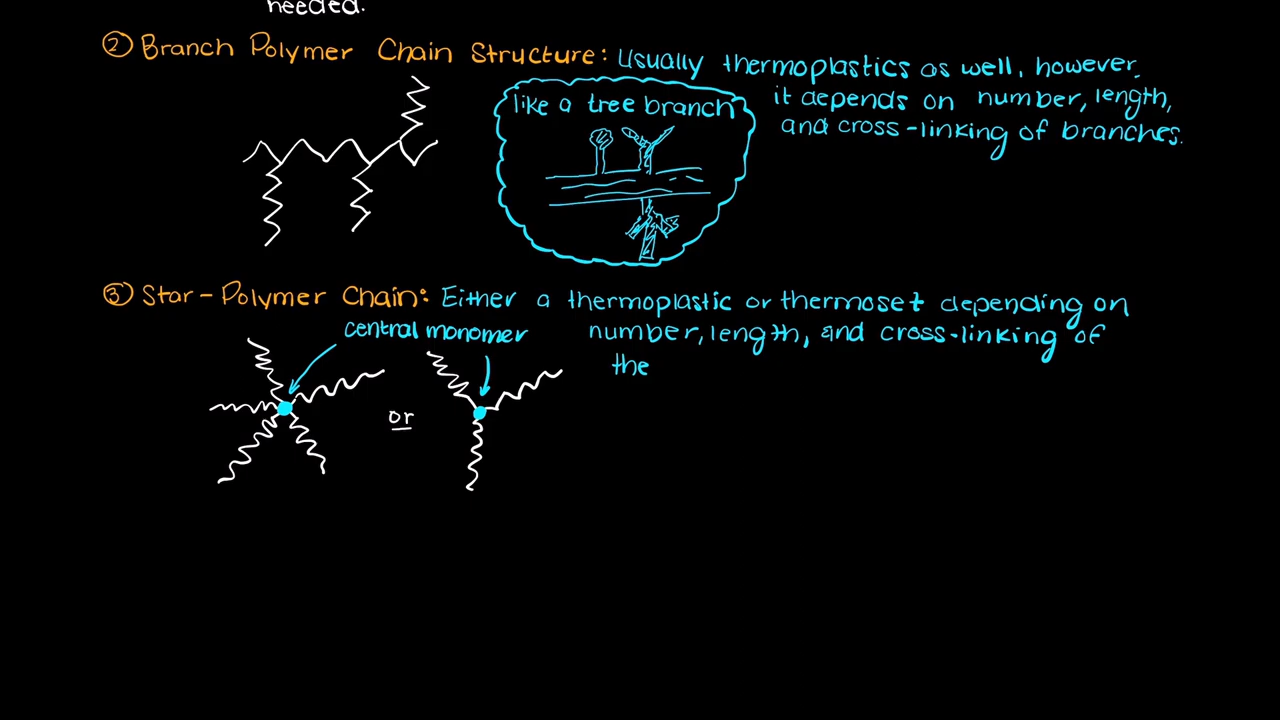 needed.
② Branch Polymer Chain Structure: Usually thermoplastics as well, however,
it depends on number, length,
and cross-linking of branches.
like a tree branch
③ Star-Polymer Chain: Either a thermoplastic or thermoset depending on
number, length, and cross-linking of
the
central monomer
or